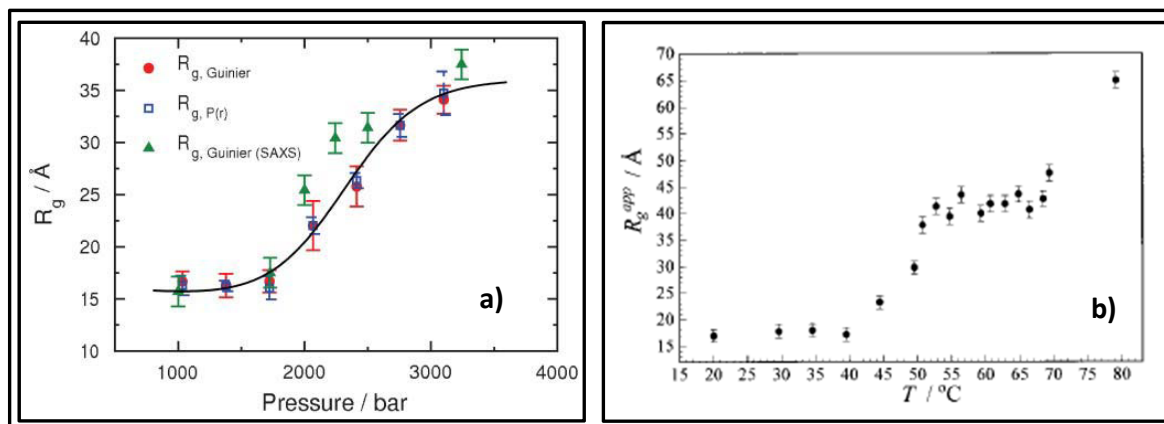 40
35
30
25
20
15
10
R_g / Å
R_g, Guinier
R_g, P(r)
R_g, Guinier (SAXS)
a)
1000 2000 3000 4000
Pressure / bar
70
65
60
55
50
45
40
35
30
25
20
15
R_g^app / Å
b)
15 20 25 30 35 40 45 50 55 60 65 70 75 80
T / ºC